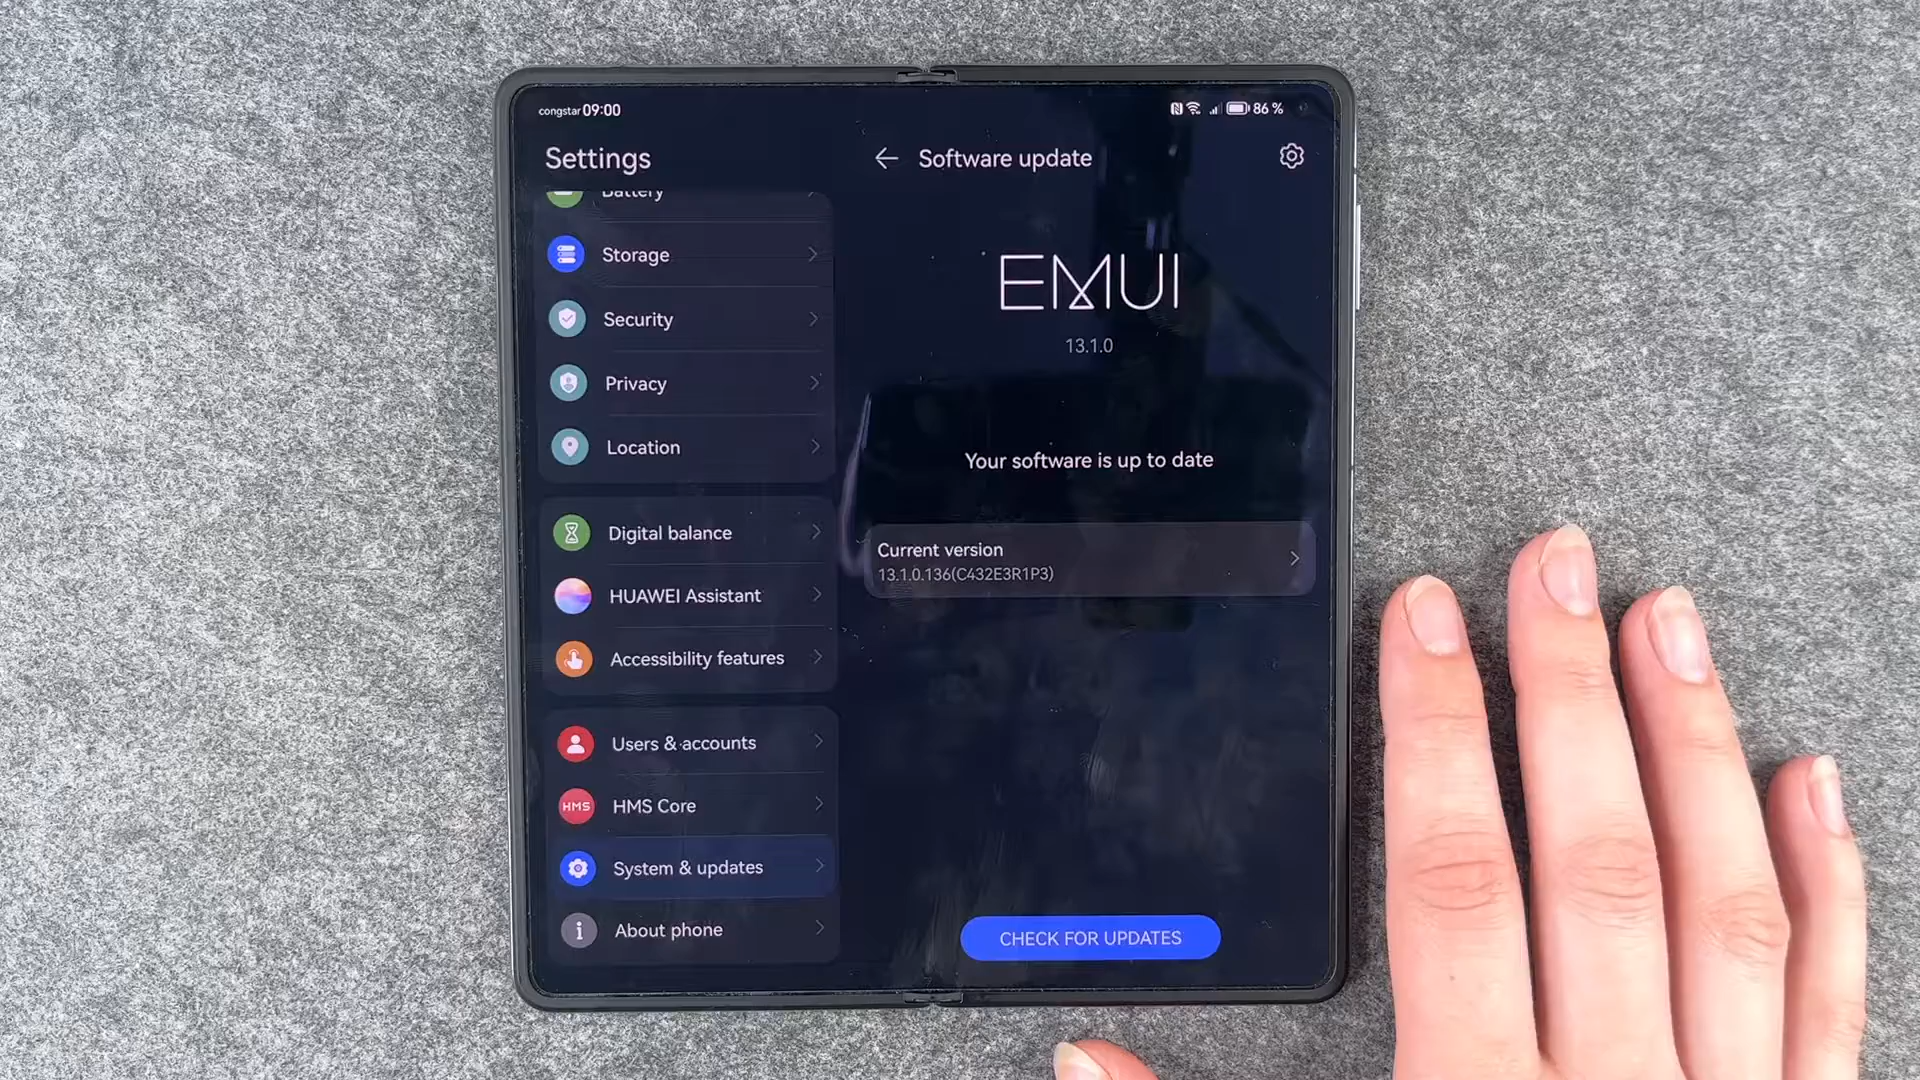 congstar 09:00
86 %
Settings
Battery
Storage
Security
Privacy
Location
Digital balance
HUAWEI Assistant
Accessibility features
Users & accounts
HMS
HMS Core
System & updates
About phone
Software update
EMUI
13.1.0
Your software is up to date
Current version
13.1.0.136(C432E3R1P3)
CHECK FOR UPDATES